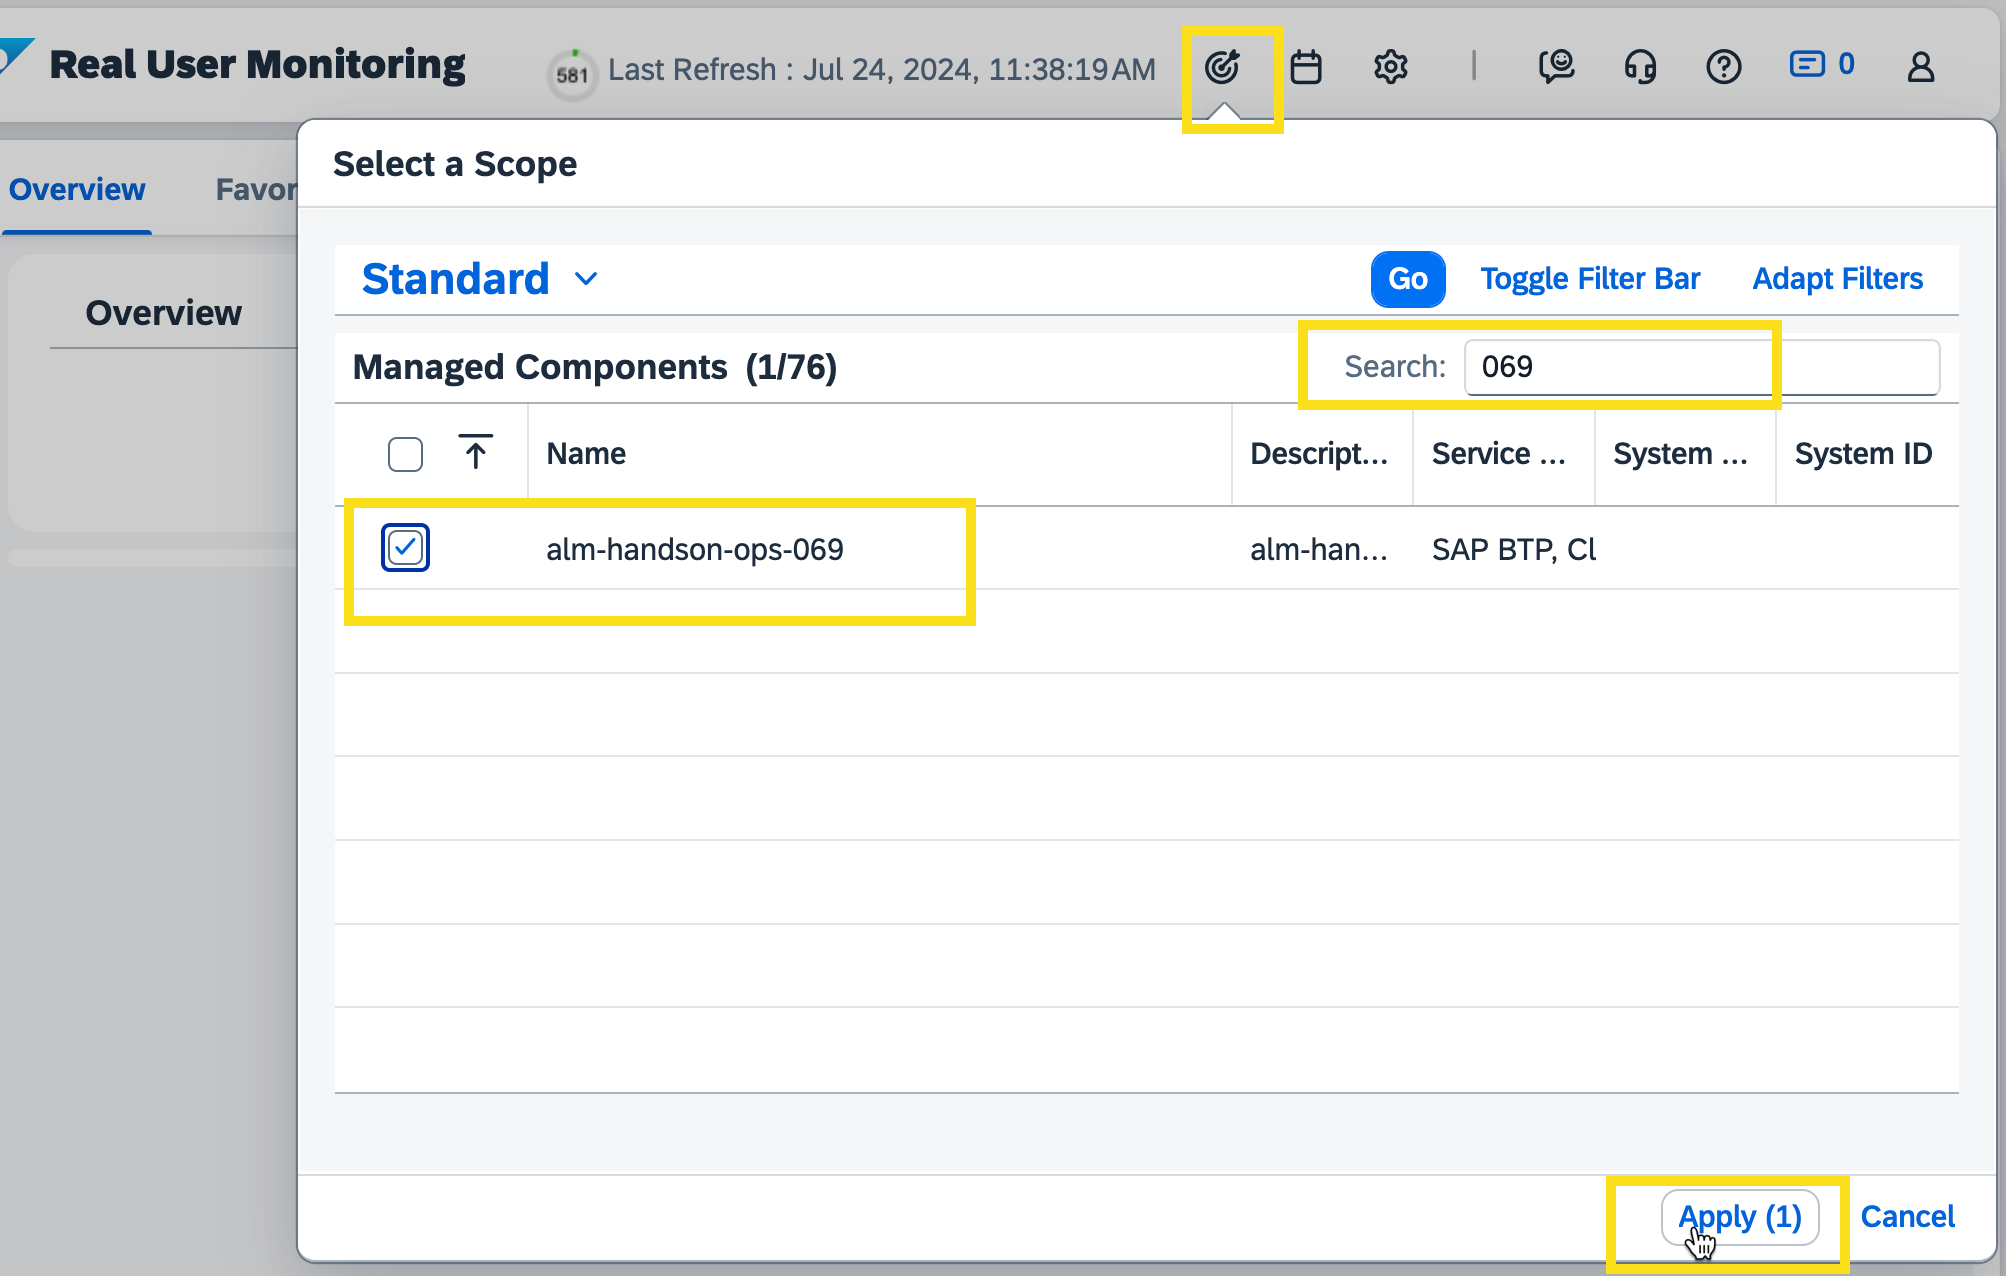 Real User Monitoring
581 Last Refresh : Jul 24, 2024, 11:38:19 AM
0
Overview Favor
Select a Scope
Standard
Go Toggle Filter Bar Adapt Filters
Overview
Managed Components (1/76)
Search: 069
Name Descript... Service ... System ... System ID
alm-handson-ops-069 alm-han... SAP BTP, Cl
Apply (1) Cancel